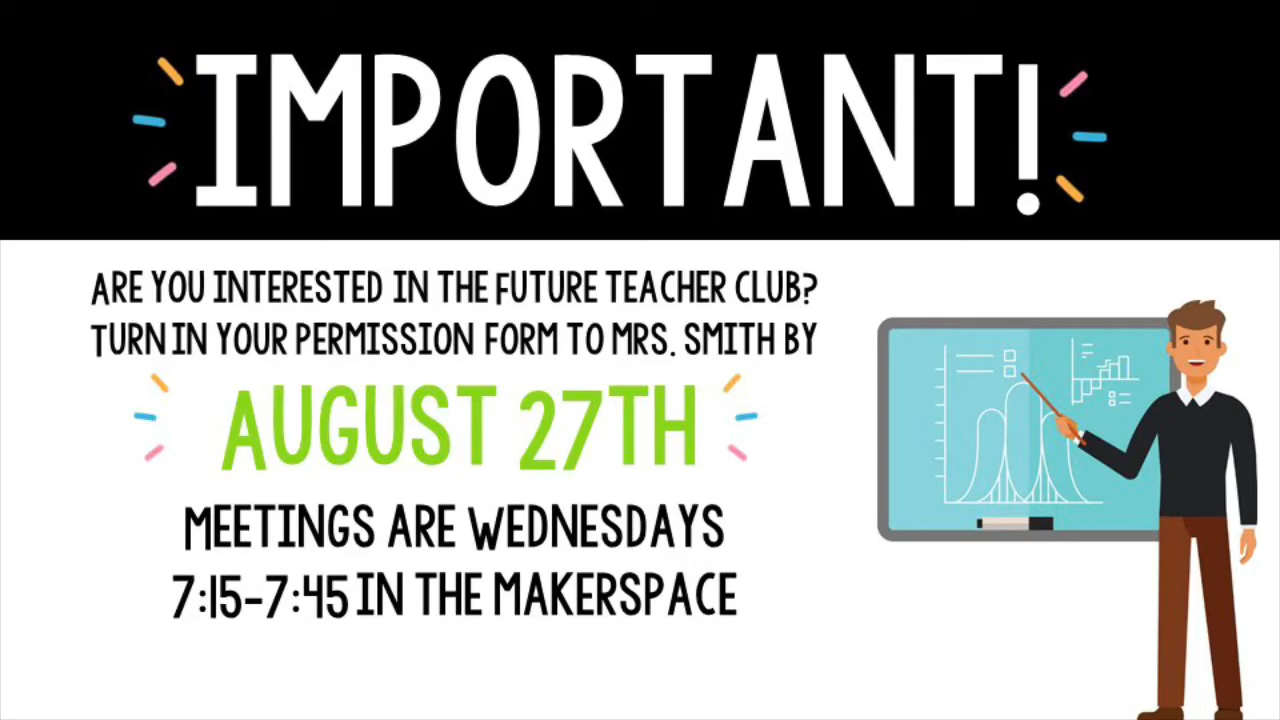 IMPORTANT!
ARE YOU INTERESTED IN THE FUTURE TEACHER CLUB?
TURN IN YOUR PERMISSION FORM TO MRS. SMITH BY
AUGUST 27TH
MEETINGS ARE WEDNESDAYS
7:15-7:45 IN THE MAKERSPACE